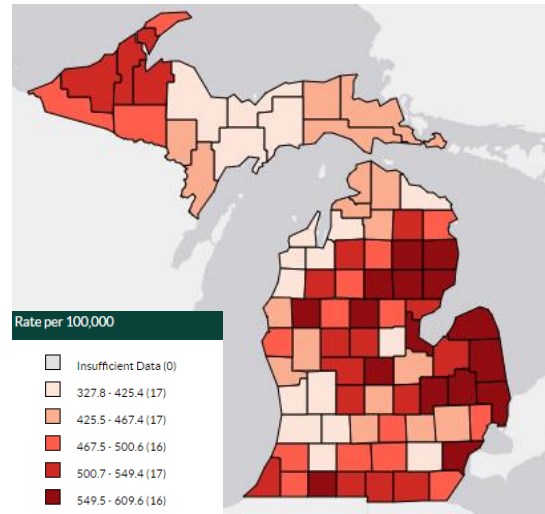 Rate per 100,000
Insufficient Data (0)
327.8 - 425.4 (17)
425.5 - 467.4 (17)
467.5 - 500.6 (16)
500.7 - 549.4 (17)
549.5 - 609.6 (16)